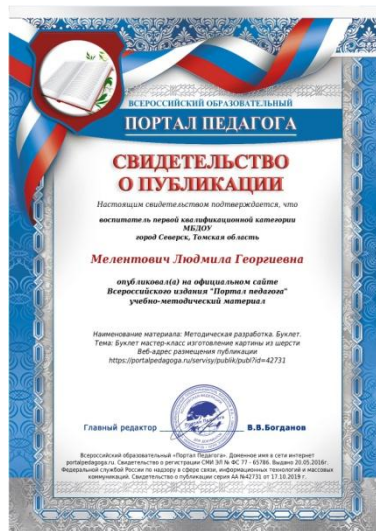 ВСЕРОССИЙСКИЙ ОБРАЗОВАТЕЛЬНЫЙ
ПОРТАЛ ПЕДАГОГА
СВИДЕТЕЛЬСТВО
О ПУБЛИКАЦИИ
Настоящим свидетельством подтверждается, что
воспитатель первой квалификационной категории
МБДОУ
город Северск, Томская область
Мелентович Людмила Георгиевна
опубликовал(а) на официальном сайте
Всероссийского издания "Портал педагога"
учебно-методический материал
Наименование материала: Методическая разработка. Буклет.
Тема: Буклет мастер-класс изготовление картины из шерсти
Веб-адрес размещения публикации
https://portalpedagoga.ru/servisy/publik/publ?id=42731
Главный редактор
В.В.Богданов
Всероссийский образовательный «Портал Педагога». Доменное имя в сети интернет
portalpedagoga.ru. Свидетельство о регистрации СМИ ЭЛ № ФС 77 - 65786. Выдано 20.05.2016г.
Федеральной службой России по надзору в сфере связи, информационных технологий и массовых
коммуникаций. Свидетельство о публикации серия АА №42731 от 17.10.2019 г.